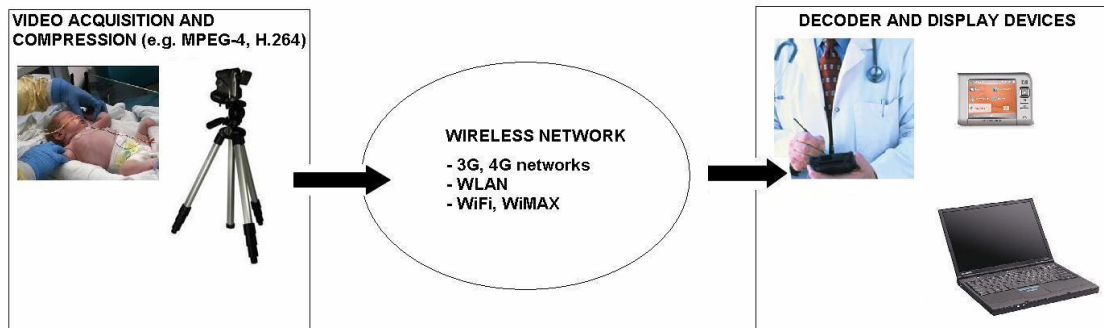 VIDEO ACQUISITION AND
COMPRESSION (e.g. MPEG-4, H.264)
WIRELESS NETWORK
- 3G, 4G networks
- WLAN
- WiFi, WiMAX
DECODER AND DISPLAY DEVICES